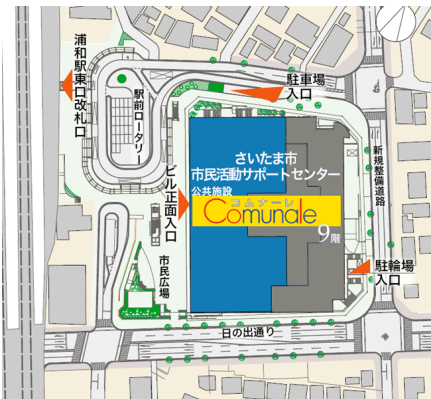 浦和駅東口改札口
駅前ロータリー
駐車場
入口
新規整備道路
さいたま市
市民活動サポートセンター
公共施設
コムナーレ
Comunale
9階
ビル正面入口
市民広場
駐輪場
入口
日の出通り